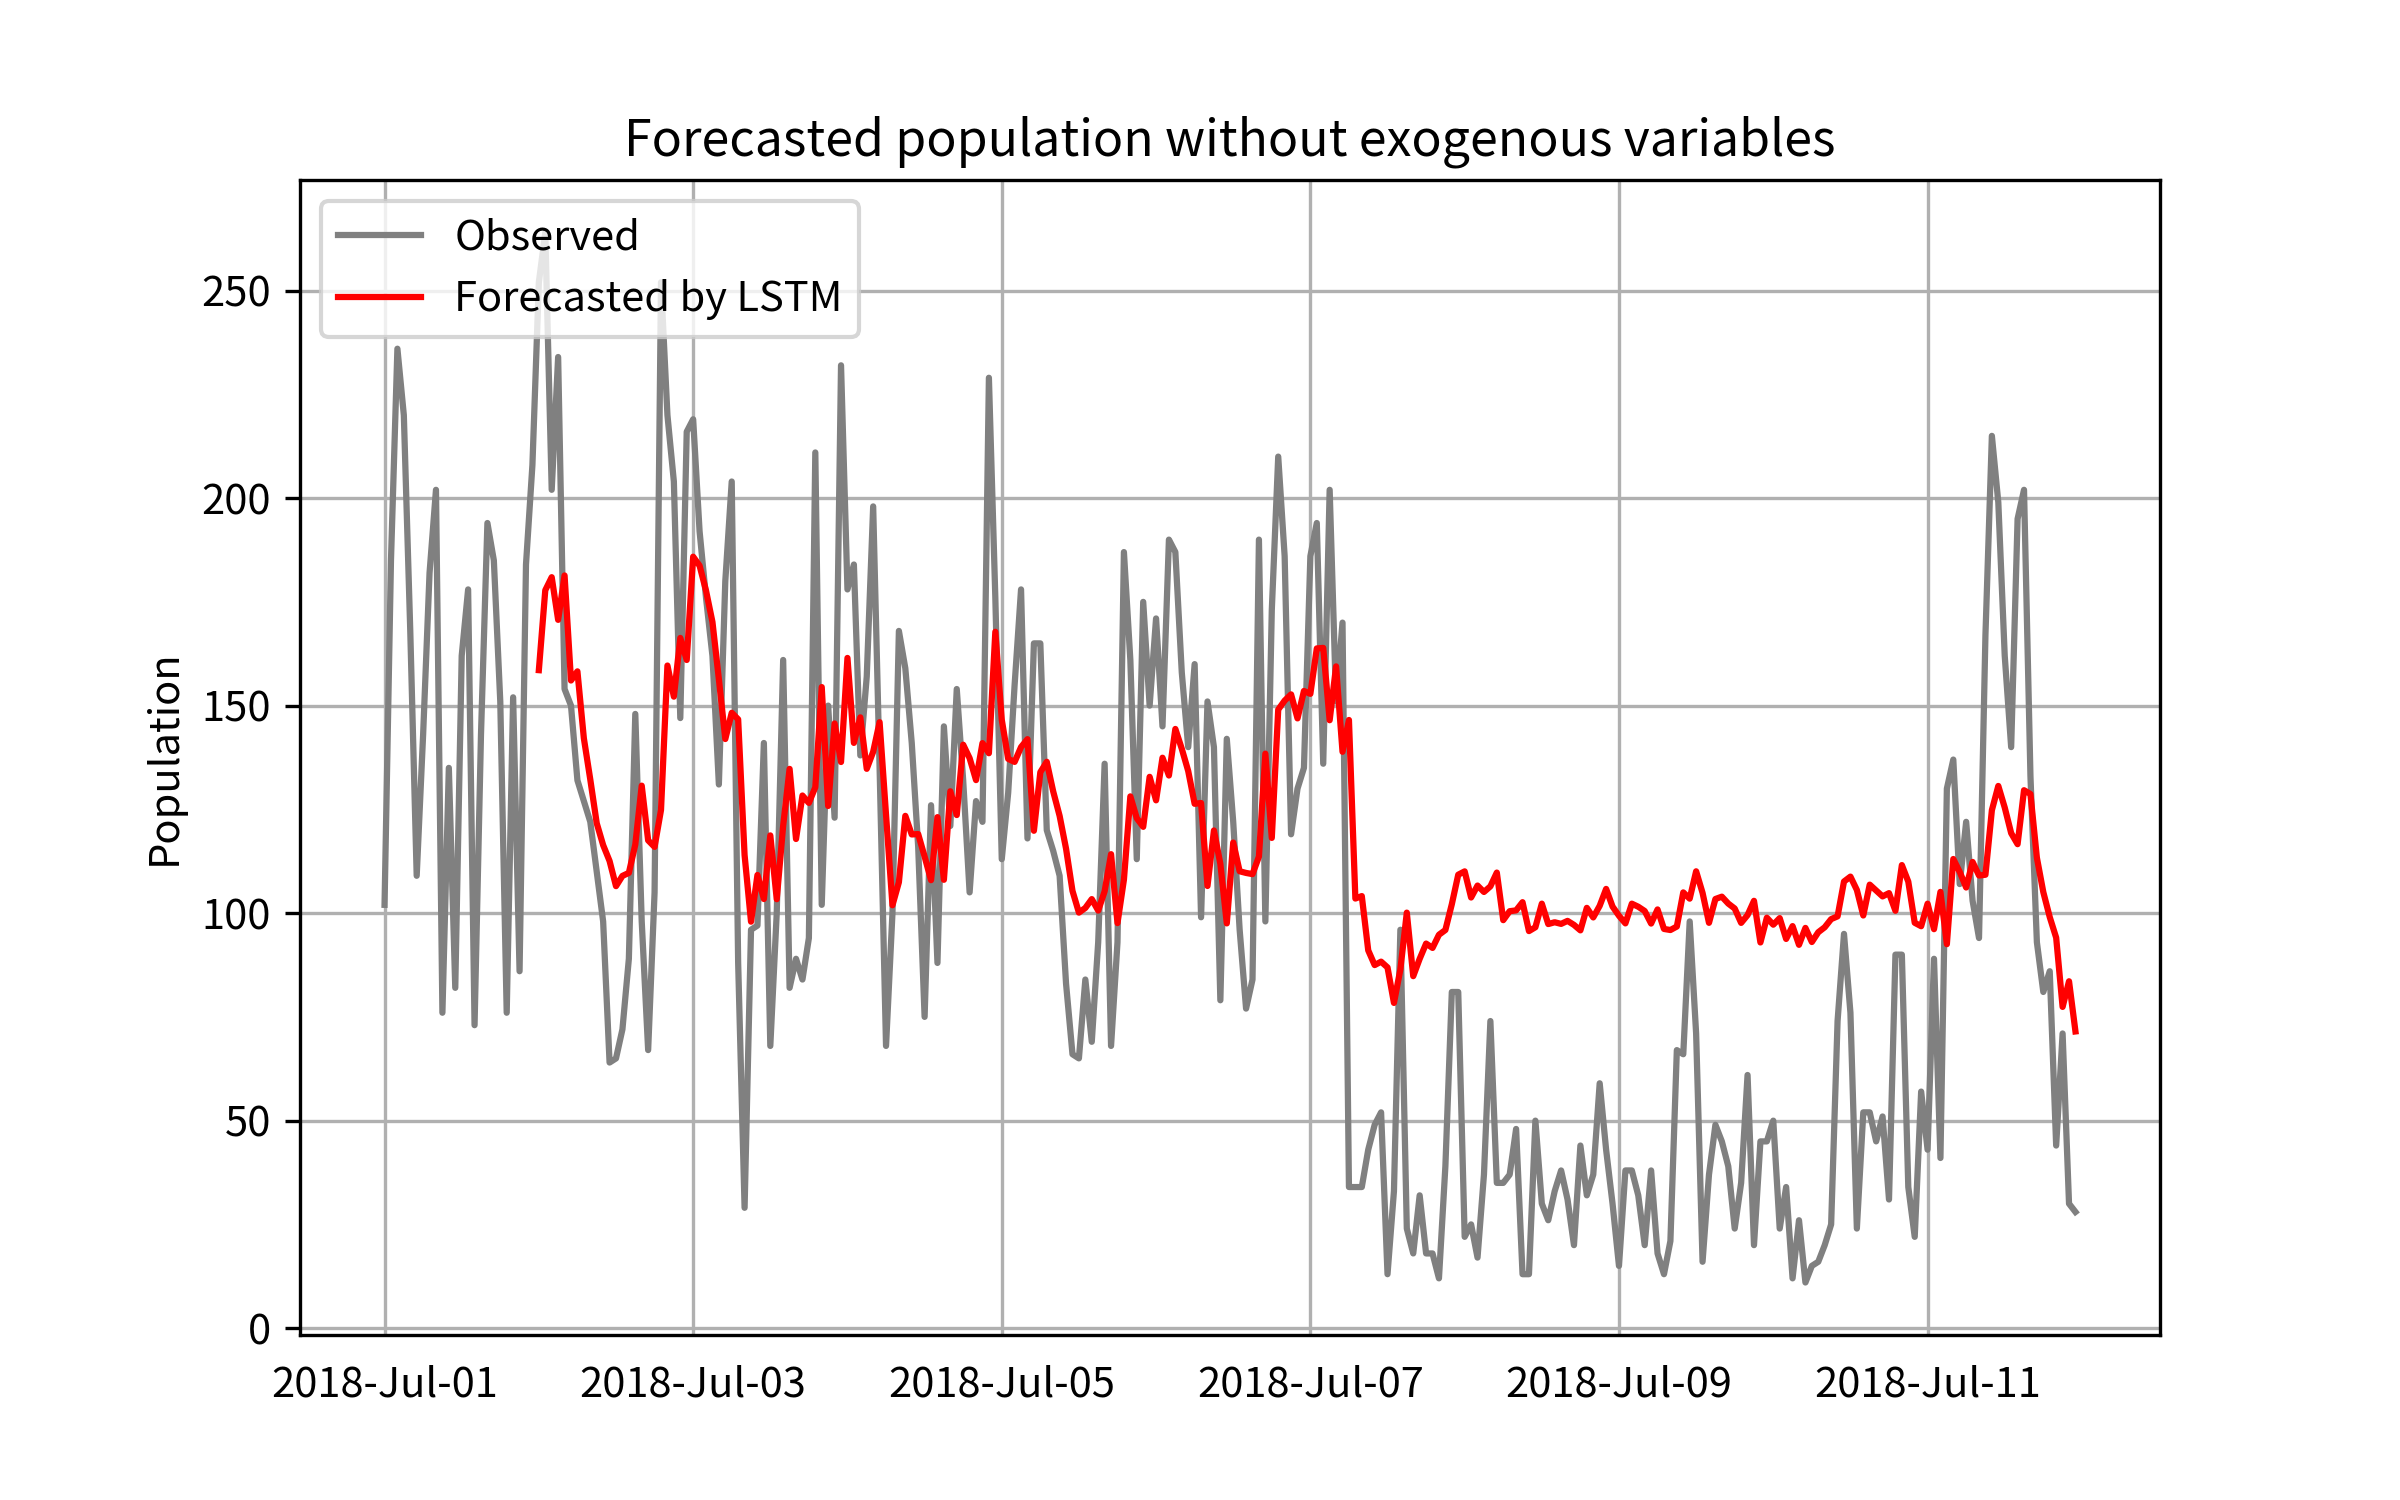 Forecasted population without exogenous variables
Observed
Forecasted by LSTM
Population
250
200
150
100
50
0
2018-Jul-01 2018-Jul-03 2018-Jul-05 2018-Jul-07 2018-Jul-09 2018-Jul-11